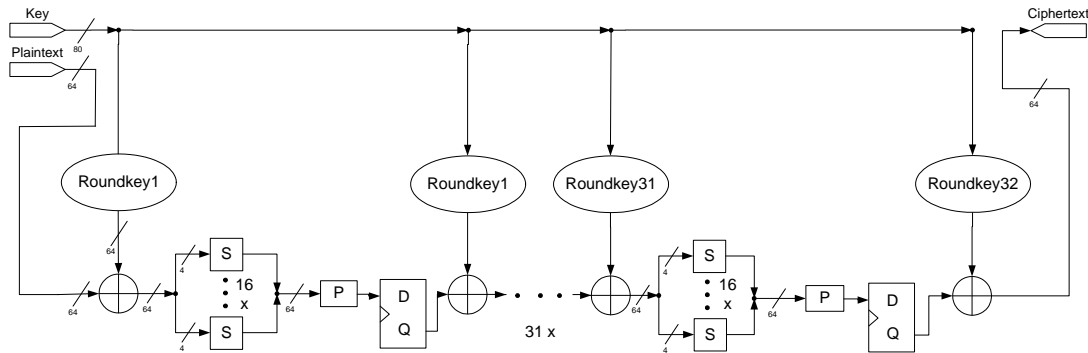 Key
Ciphertext
80
Plaintext
64
64
Roundkey1
Roundkey1
Roundkey31
Roundkey32
64
S
S
4
16
x
4
16
x
64
64
64
P
D
Q
64
64
P
D
Q
4
S
31 x
4
S